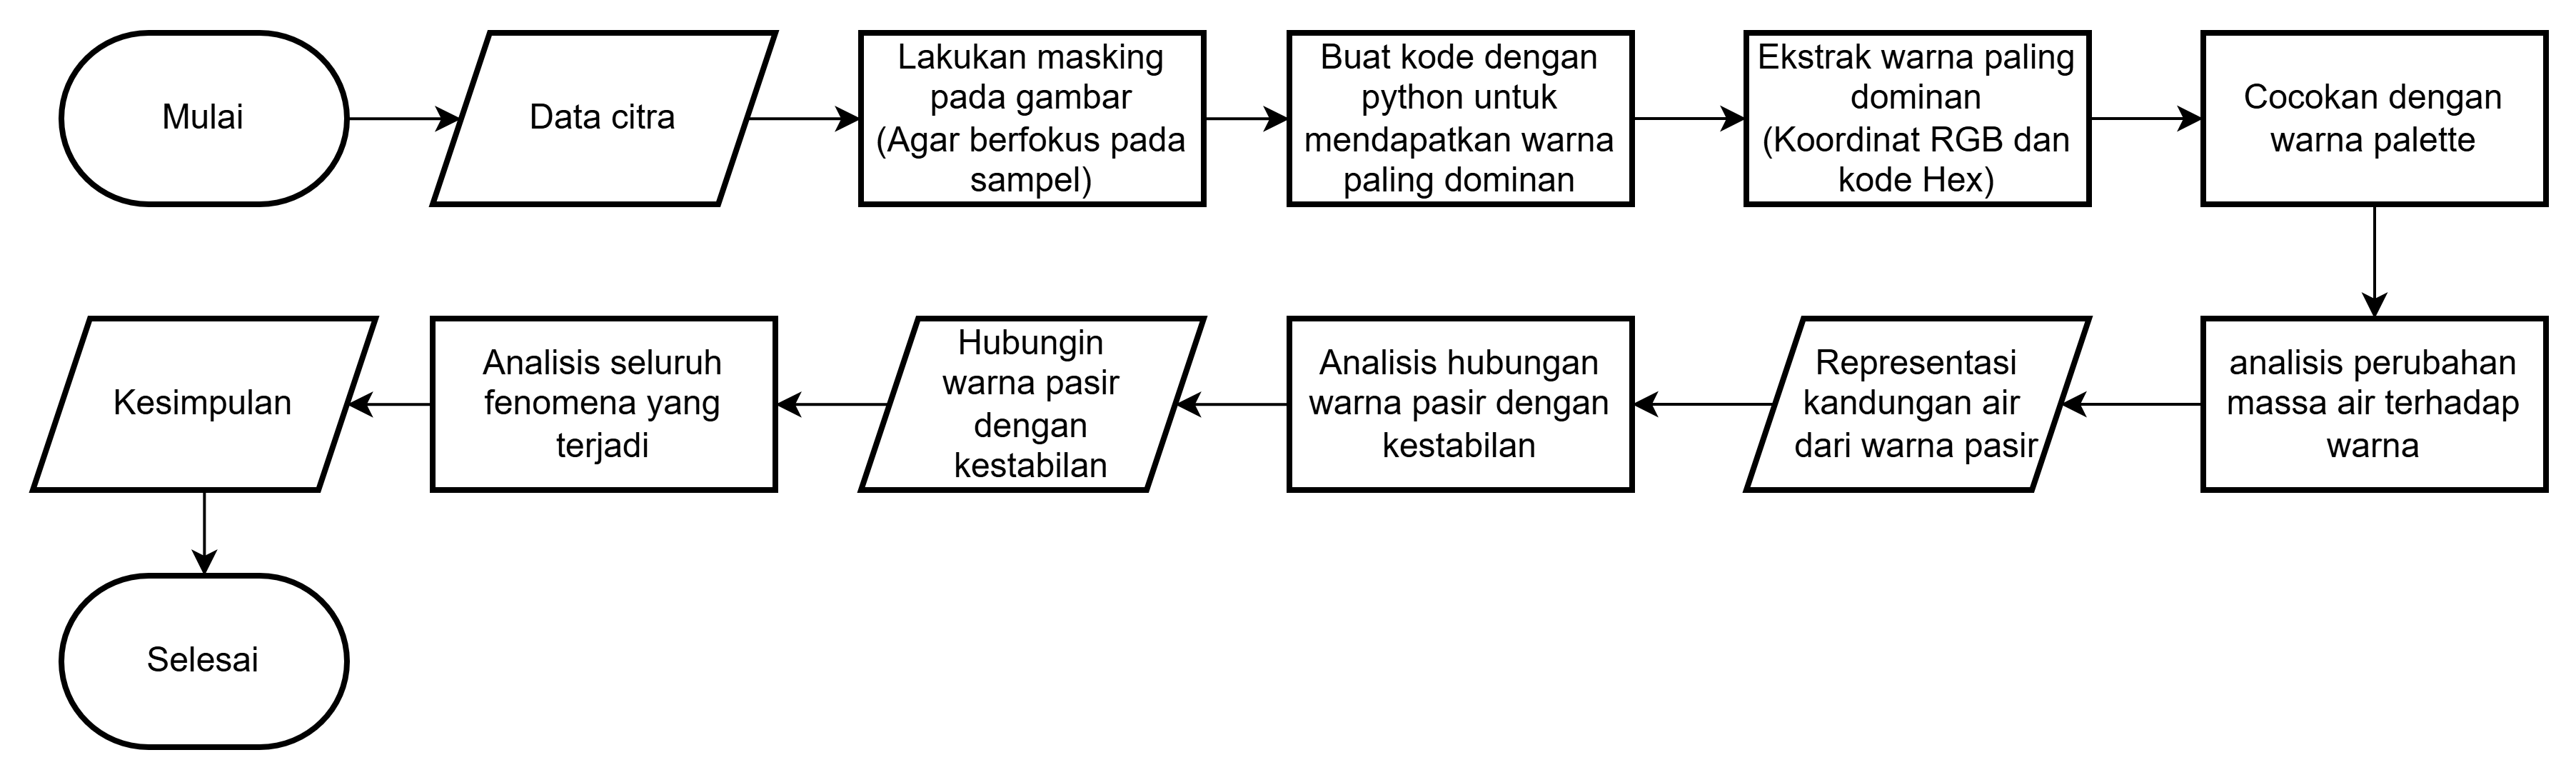 Mulai
Data citra
Lakukan masking
pada gambar
(Agar berfokus pada
sampel)
Buat kode dengan
python untuk
mendapatkan warna
paling dominan
Ekstrak warna paling
dominan
(Koordinat RGB dan
kode Hex)
Cocokan dengan
warna palette
analisis perubahan
massa air terhadap
warna
Representasi
kandungan air
dari warna pasir
Analisis hubungan
warna pasir dengan
kestabilan
Hubungin
warna pasir
dengan
kestabilan
Analisis seluruh
fenomena yang
terjadi
Kesimpulan
Selesai